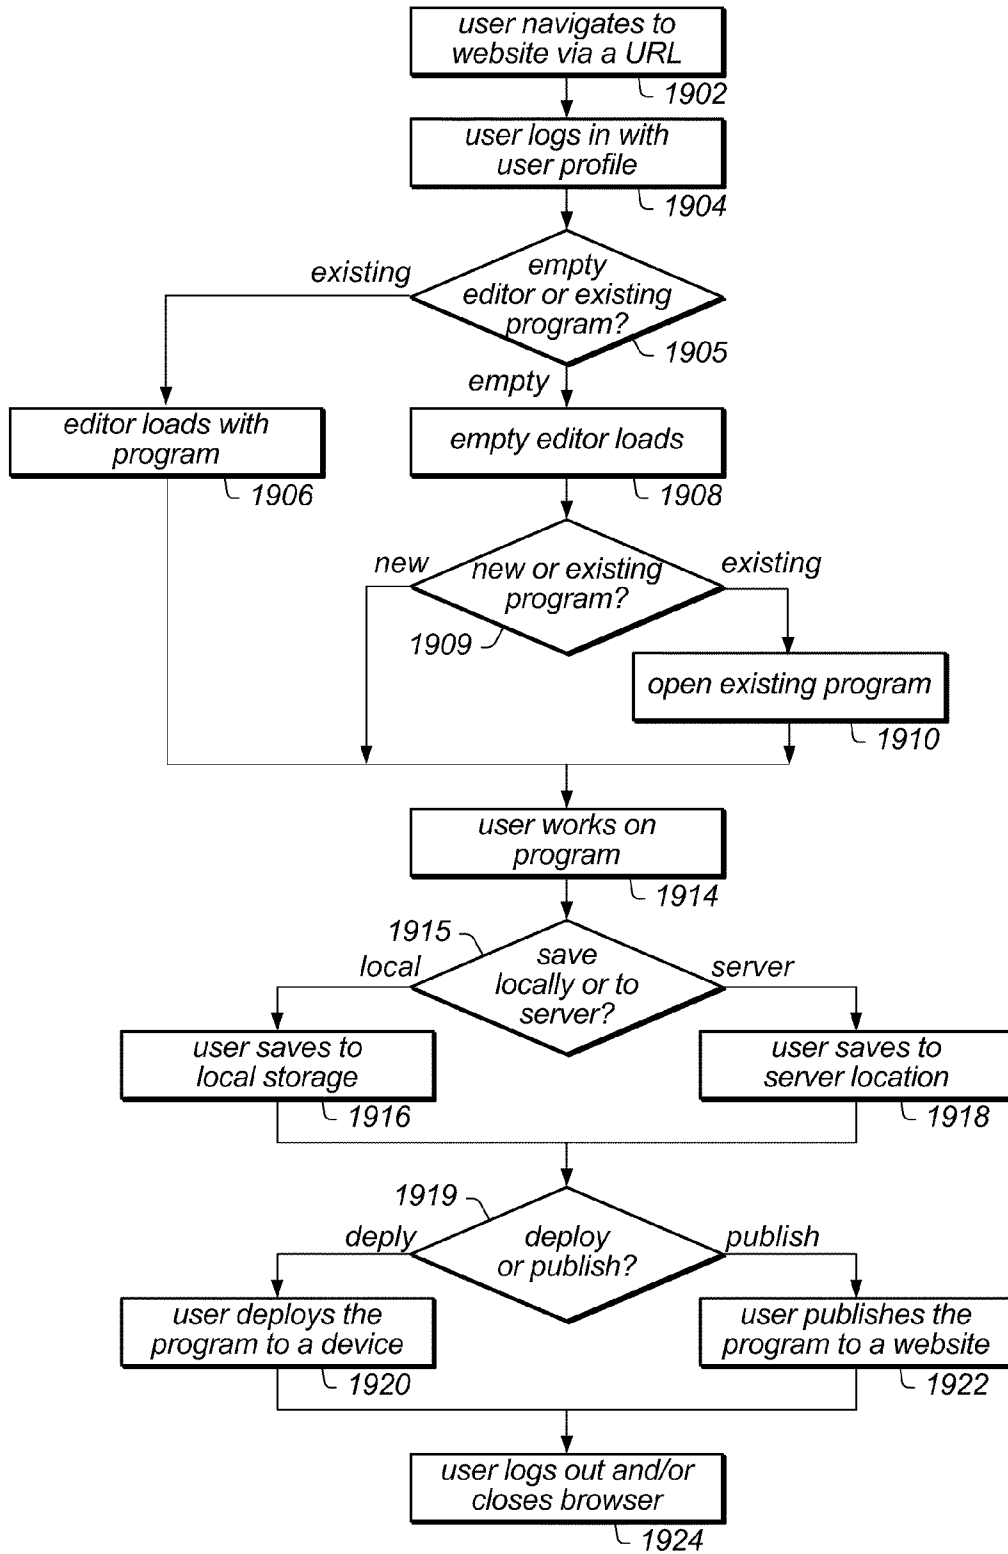 user navigates to
website via a URL
1902
user logs in with
user profile
1904
empty
editor or existing
program?
existing
1905
empty
editor loads with
program
1906
empty editor loads
1908
new
new or existing
program?
existing
1909
open existing program
1910
user works on
program
1914
1915
save
locally or to
server?
local
server
user saves to
local storage
1916
user saves to
server location
1918
1919
deploy
or publish?
deply
publish
user deploys the
program to a device
1920
user publishes the
program to a website
1922
user logs out and/or
closes browser
1924